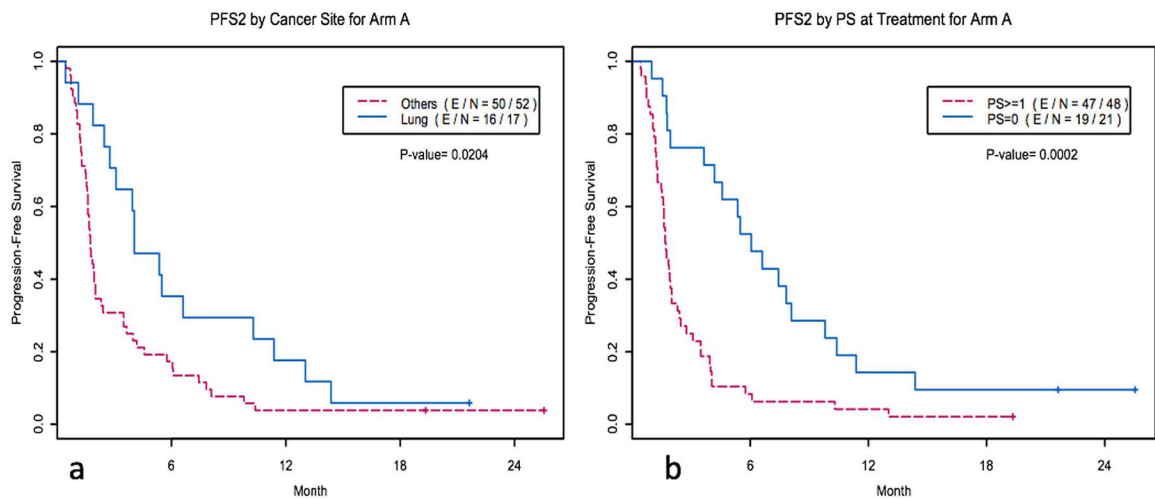 PFS2 by Cancer Site for Arm A
Progression-Free Survival
1.0
0.8
0.6
0.4
0.2
0.0
Others ( E / N = 50 / 52 )
Lung ( E / N = 16 / 17 )
P-value= 0.0204
a
6 12 18 24
Month
PFS2 by PS at Treatment for Arm A
Progression-Free Survival
1.0
0.8
0.6
0.4
0.2
0.0
PS>=1 ( E / N = 47 / 48 )
PS=0 ( E / N = 19 / 21 )
P-value= 0.0002
b
6 12 18 24
Month